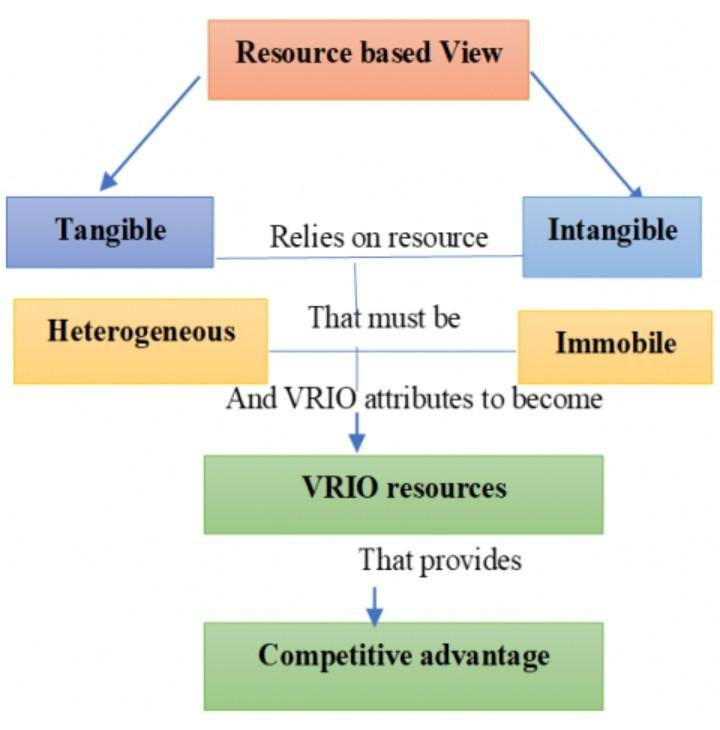 Resource based View
Tangible
Relies on resource
Intangible
Heterogeneous
That must be
Immobile
And VRIO attributes to become
VRIO resources
That provides
Competitive advantage